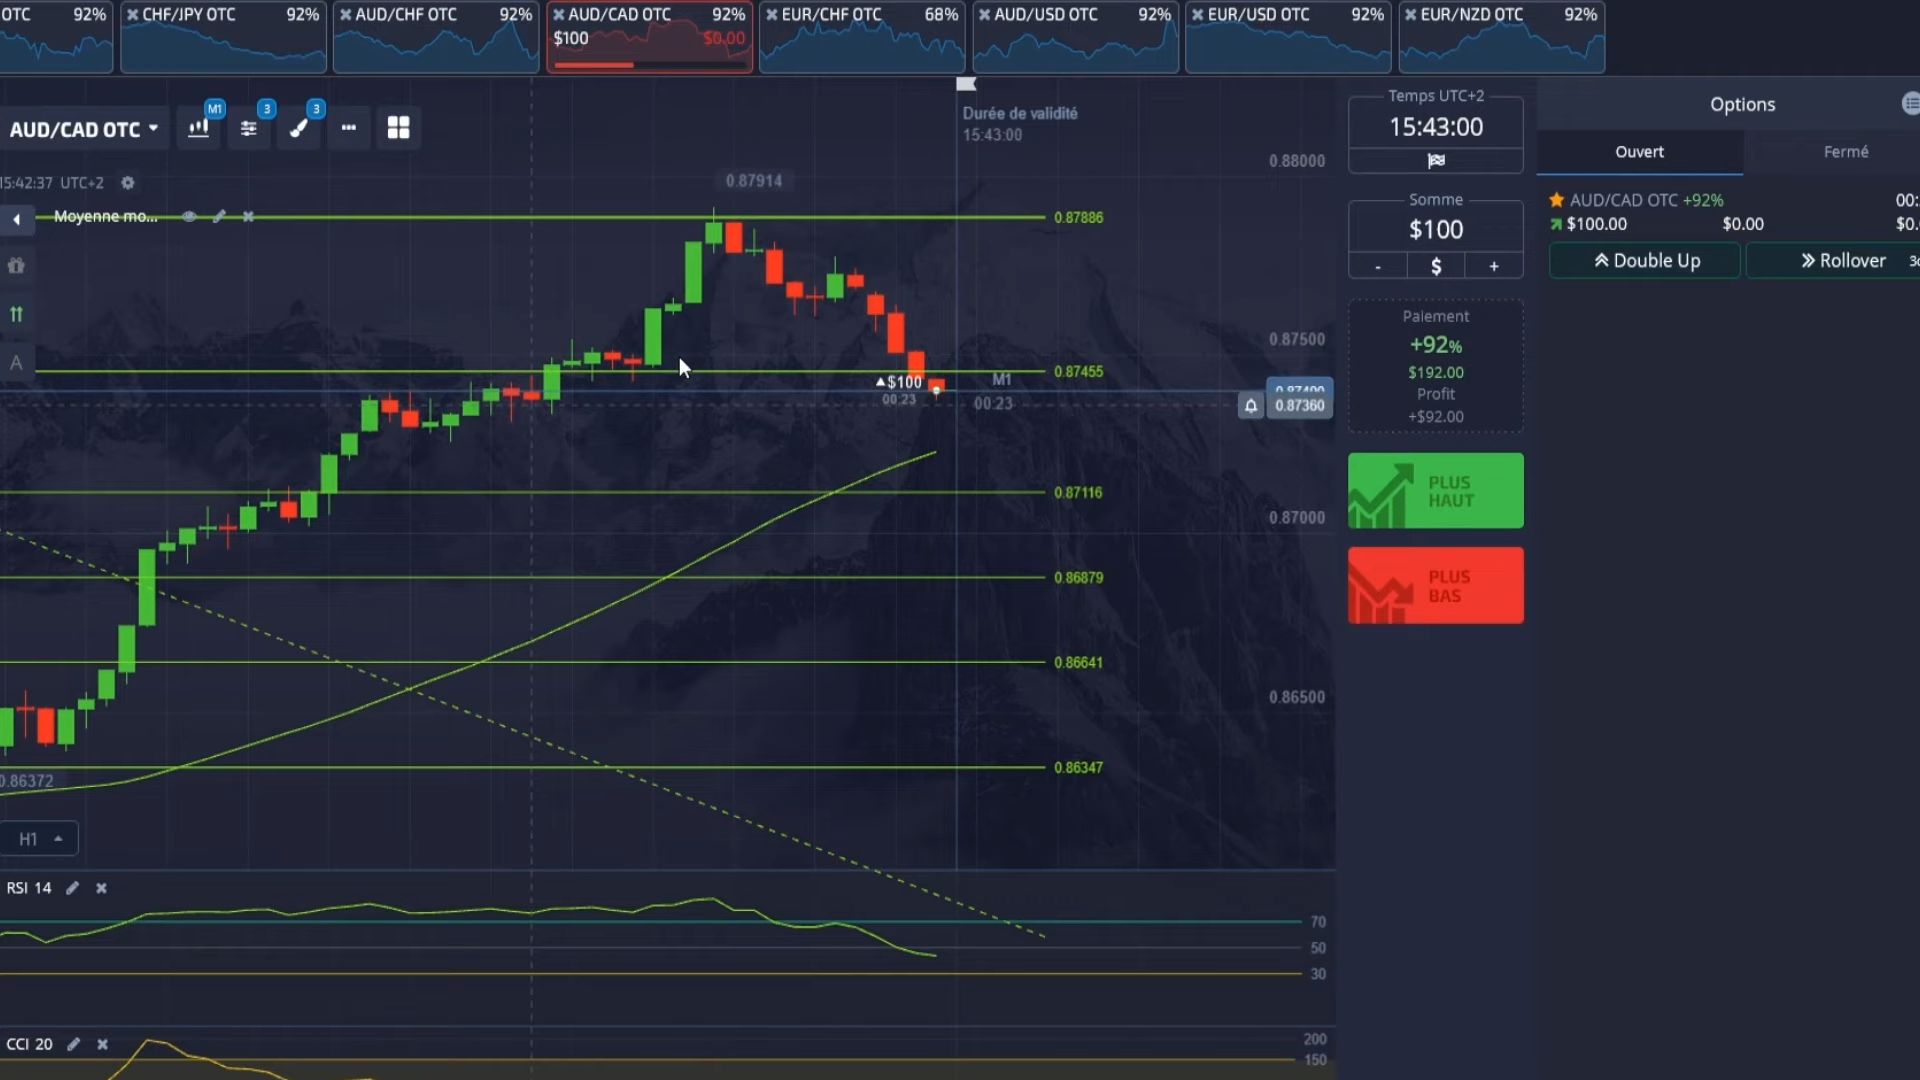 OTC 92%
CHF/JPY OTC 92%
AUD/CHF OTC 92%
AUD/CAD OTC 92%
$100 $0.00
EUR/CHF OTC 68%
AUD/USD OTC 92%
EUR/USD OTC 92%
EUR/NZD OTC 92%
AUD/CAD OTC
M1
3
3
15:42:37 UTC+2
Moyenne mo...
A
Durée de validité
15:43:00
0.87914
0.88000
0.87886
0.87500
0.87455
$100
00:23
M1
00:23
0.87360
0.87116
0.87000
0.86879
0.86641
0.86500
0.86347
0.86372
H1
RSI 14
70
50
30
CCI 20
200
150
Temps UTC+2
15:43:00
Somme
$100
- $ +
Paiement
+92%
$192.00
Profit
+$92.00
PLUS
HAUT
PLUS
BAS
Options
Ouvert Fermé
AUD/CAD OTC +92% 00:
$100.00 $0.00 $0.
Double Up Rollover